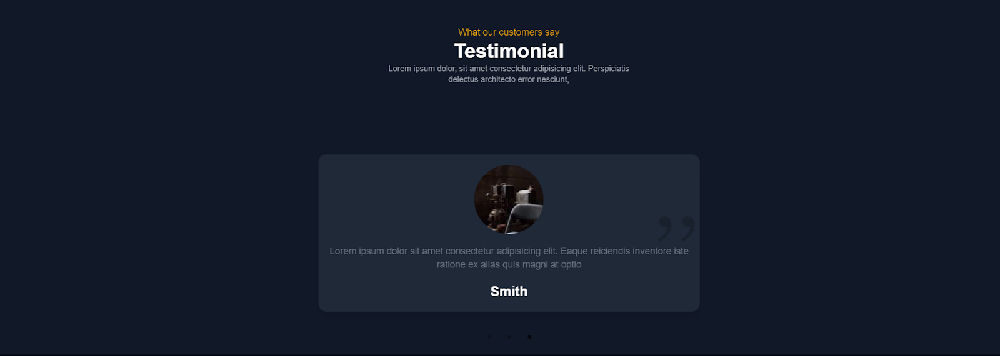 What our customers say
Testimonial
Lorem ipsum dolor, sit amet consectetur adipisicing elit. Perspiciatis
delectus architecto error nesciunt,
”
Lorem ipsum dolor sit amet consectetur adipisicing elit. Eaque reiciendis inventore iste
ratione ex alias quis magni at optio
Smith